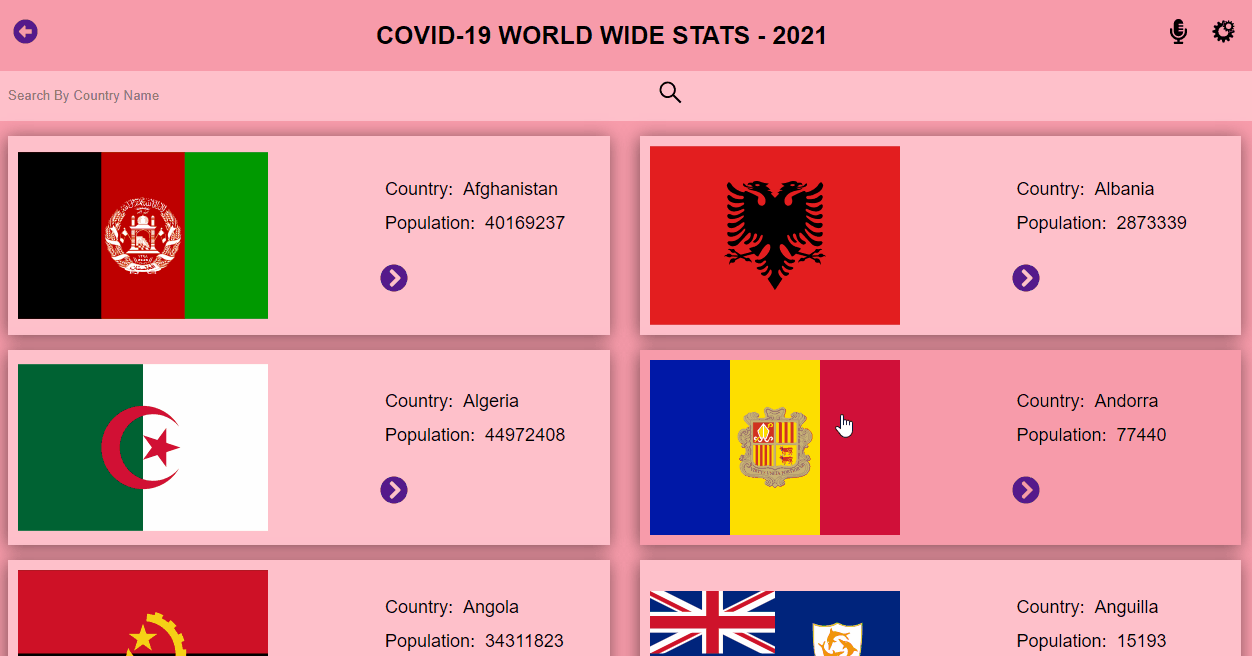 COVID-19 WORLD WIDE STATS - 2021
Search By Country Name
Country: Afghanistan
Population: 40169237
Country: Albania
Population: 2873339
Country: Algeria
Population: 44972408
Country: Andorra
Population: 77440
Country: Angola
Population: 34311823
Country: Anguilla
Population: 15193